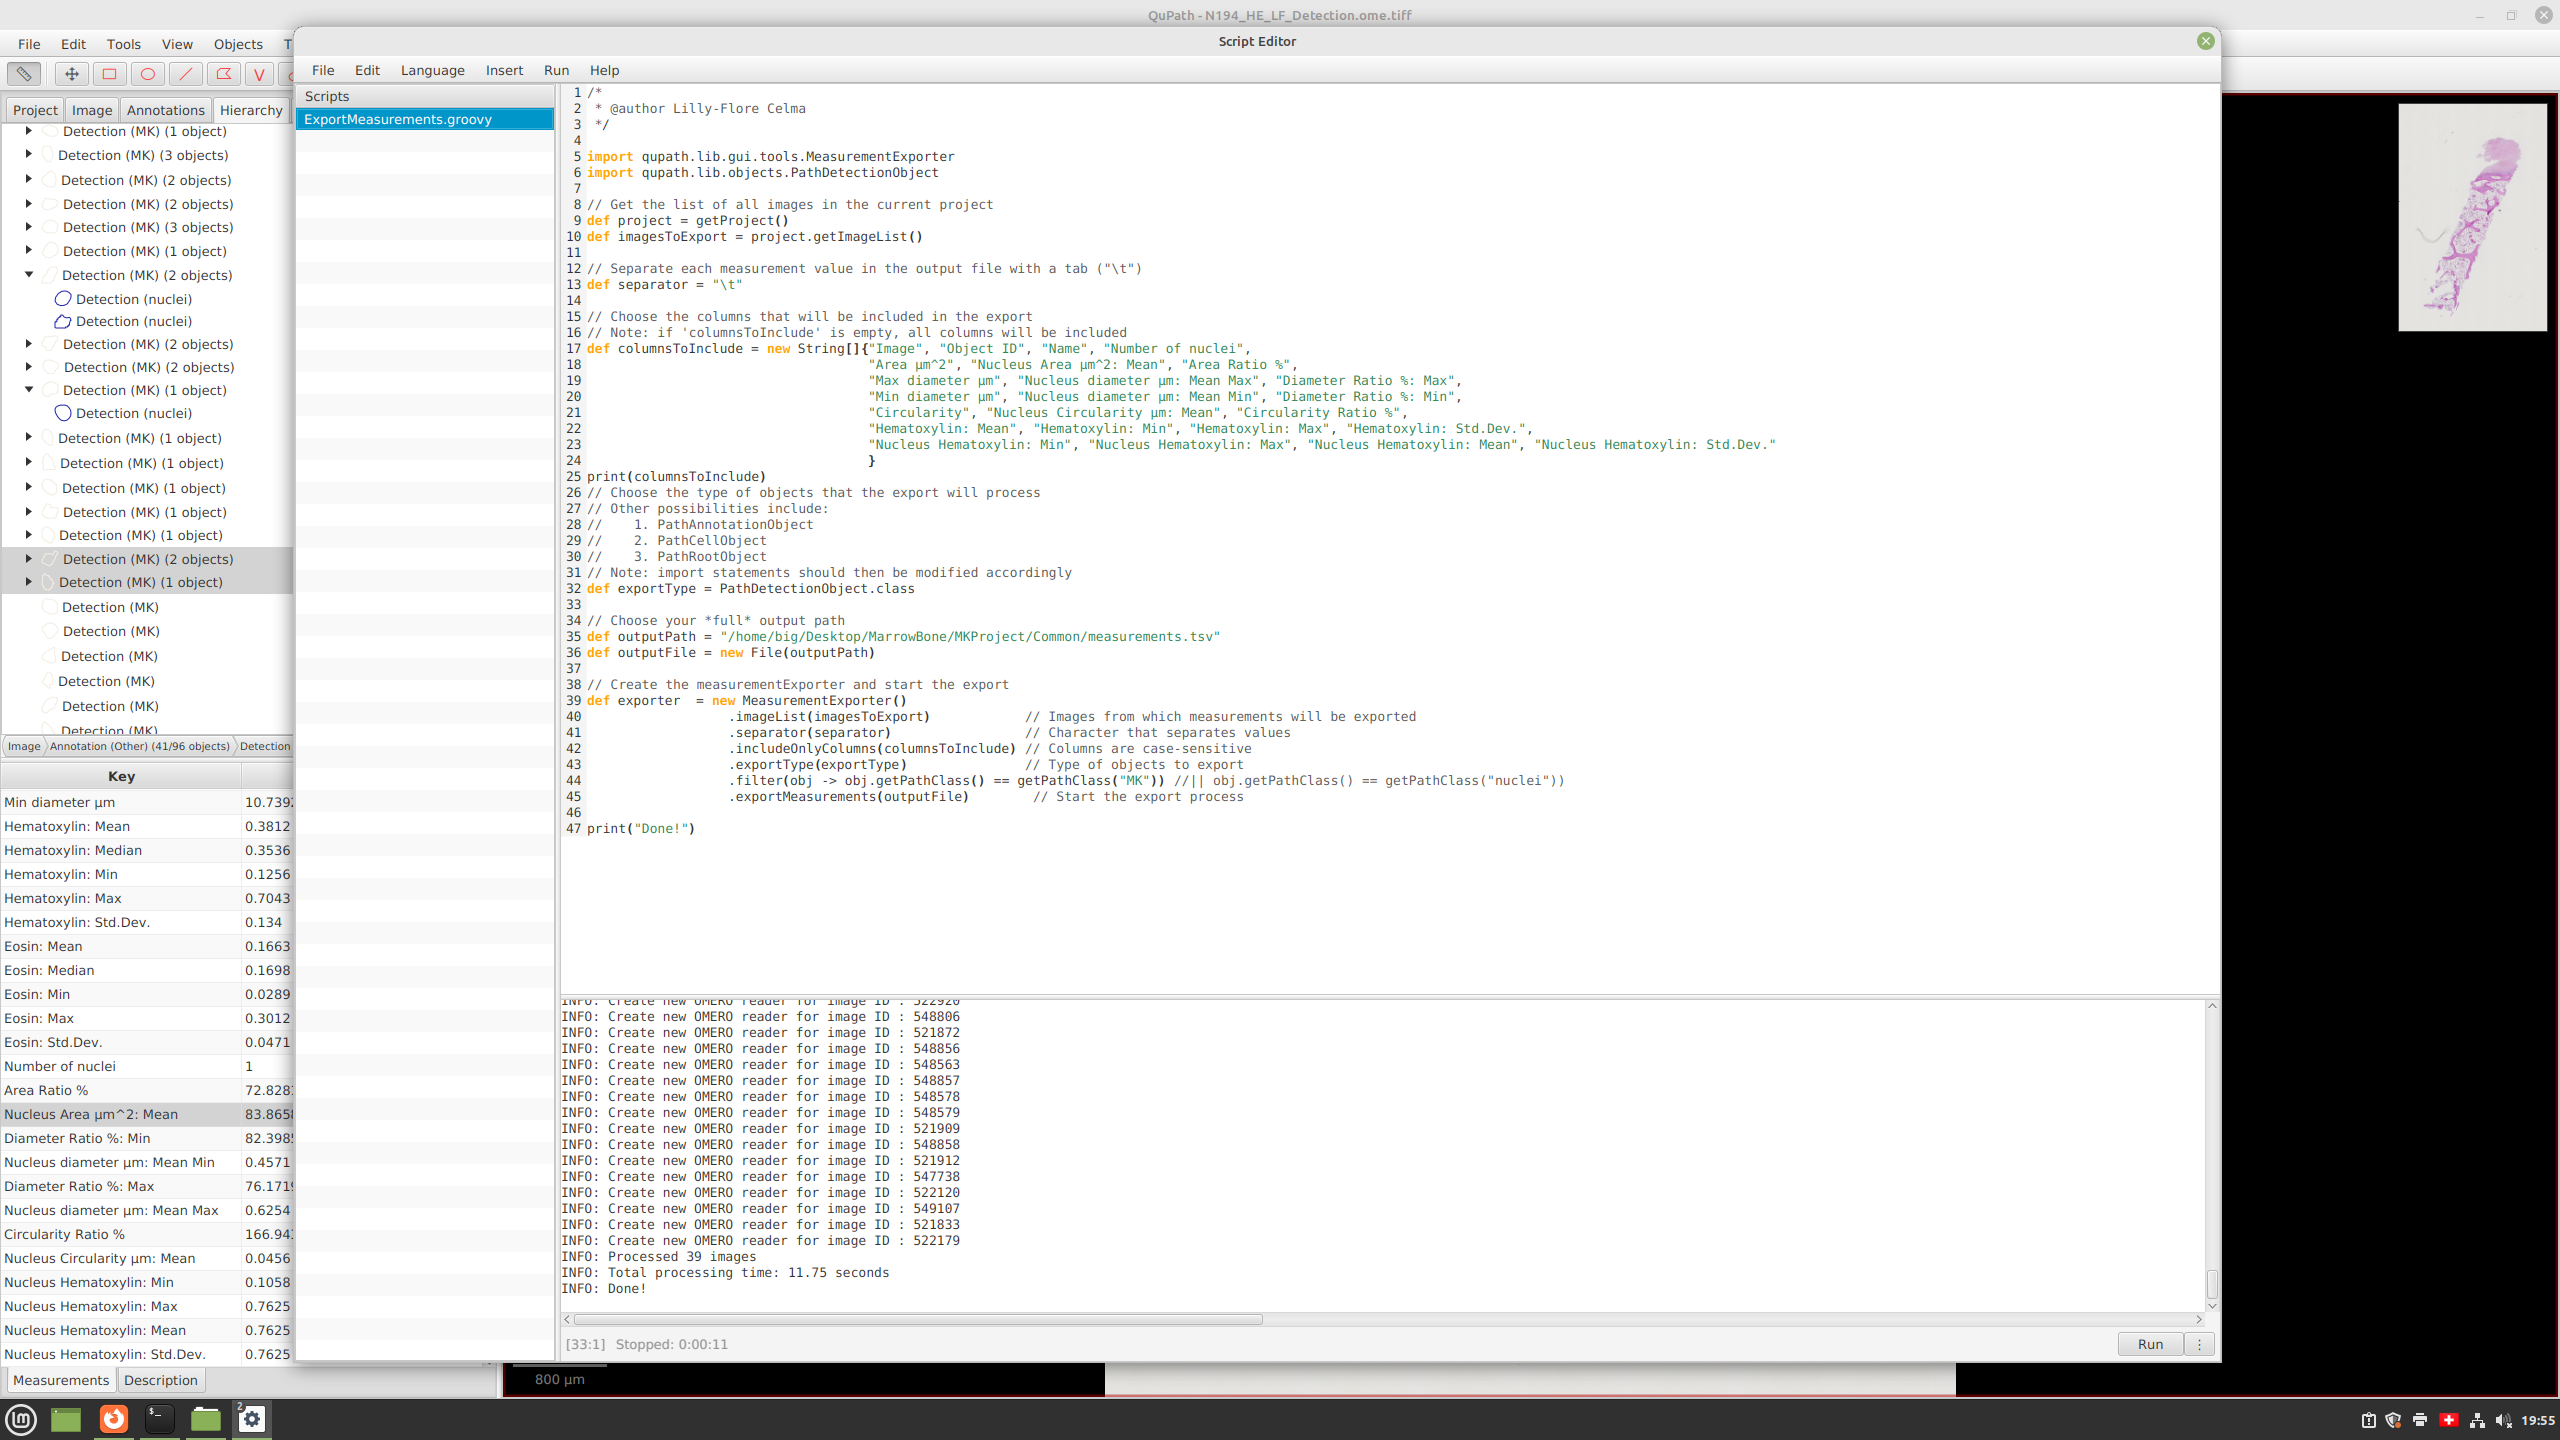 QuPath - N194_HE_LF_Detection.ome.tiff
File Edit Tools View Objects T
Project Image Annotations Hierarchy
Detection (MK) (1 object)
Detection (MK) (3 objects)
Detection (MK) (2 objects)
Detection (MK) (2 objects)
Detection (MK) (3 objects)
Detection (MK) (1 object)
Detection (MK) (2 objects)
Detection (nuclei)
Detection (nuclei)
Detection (MK) (2 objects)
Detection (MK) (2 objects)
Detection (MK) (1 object)
Detection (nuclei)
Detection (MK) (1 object)
Detection (MK) (1 object)
Detection (MK) (1 object)
Detection (MK) (1 object)
Detection (MK) (1 object)
Detection (MK) (2 objects)
Detection (MK) (1 object)
Detection (MK)
Detection (MK)
Detection (MK)
Detection (MK)
Detection (MK)
Detection (MK)
Image Annotation (Other) (41/96 objects) Detection
Key
Min diameter µm 10.7392
Hematoxylin: Mean 0.3812
Hematoxylin: Median 0.3536
Hematoxylin: Min 0.1256
Hematoxylin: Max 0.7043
Hematoxylin: Std.Dev. 0.134
Eosin: Mean 0.1663
Eosin: Median 0.1698
Eosin: Min 0.0289
Eosin: Max 0.3012
Eosin: Std.Dev. 0.0471
Number of nuclei 1
Area Ratio % 72.828
Nucleus Area µm^2: Mean 83.865
Diameter Ratio %: Min 82.398
Nucleus diameter µm: Mean Min 0.4571
Diameter Ratio %: Max 76.171
Nucleus diameter µm: Mean Max 0.6254
Circularity Ratio % 166.94
Nucleus Circularity µm: Mean 0.0456
Nucleus Hematoxylin: Min 0.1058
Nucleus Hematoxylin: Max 0.7625
Nucleus Hematoxylin: Mean 0.7625
Nucleus Hematoxylin: Std.Dev. 0.7625
Measurements Description
Script Editor
File Edit Language Insert Run Help
Scripts
ExportMeasurements.groovy
1 /*
2  * @author Lilly-Flore Celma
3  */
4
5 import qupath.lib.gui.tools.MeasurementExporter
6 import qupath.lib.objects.PathDetectionObject
7
8 // Get the list of all images in the current project
9 def project = getProject()
10 def imagesToExport = project.getImageList()
11
12 // Separate each measurement value in the output file with a tab ("\t")
13 def separator = "\t"
14
15 // Choose the columns that will be included in the export
16 // Note: if 'columnsToInclude' is empty, all columns will be included
17 def columnsToInclude = new String[]{"Image", "Object ID", "Name", "Number of nuclei",
18 "Area µm^2", "Nucleus Area µm^2: Mean", "Area Ratio %",
19 "Max diameter µm", "Nucleus diameter µm: Mean Max", "Diameter Ratio %: Max",
20 "Min diameter µm", "Nucleus diameter µm: Mean Min", "Diameter Ratio %: Min",
21 "Circularity", "Nucleus Circularity µm: Mean", "Circularity Ratio %",
22 "Hematoxylin: Mean", "Hematoxylin: Min", "Hematoxylin: Max", "Hematoxylin: Std.Dev.",
23 "Nucleus Hematoxylin: Min", "Nucleus Hematoxylin: Max", "Nucleus Hematoxylin: Mean", "Nucleus Hematoxylin: Std.Dev."
24 }
25 print(columnsToInclude)
26 // Choose the type of objects that the export will process
27 // Other possibilities include:
28 //    1. PathAnnotationObject
29 //    2. PathCellObject
30 //    3. PathRootObject
31 // Note: import statements should then be modified accordingly
32 def exportType = PathDetectionObject.class
33
34 // Choose your *full* output path
35 def outputPath = "/home/big/Desktop/MarrowBone/MKProject/Common/measurements.tsv"
36 def outputFile = new File(outputPath)
37
38 // Create the measurementExporter and start the export
39 def exporter  = new MeasurementExporter()
40 .imageList(imagesToExport)            // Images from which measurements will be exported
41 .separator(separator)                 // Character that separates values
42 .includeOnlyColumns(columnsToInclude) // Columns are case-sensitive
43 .exportType(exportType)               // Type of objects to export
44 .filter(obj -> obj.getPathClass() == getPathClass("MK")) //|| obj.getPathClass() == getPathClass("nuclei"))
45 .exportMeasurements(outputFile)        // Start the export process
46
47 print("Done!")
INFO: Create new OMERO reader for image ID : 522920
INFO: Create new OMERO reader for image ID : 548806
INFO: Create new OMERO reader for image ID : 521872
INFO: Create new OMERO reader for image ID : 548856
INFO: Create new OMERO reader for image ID : 548563
INFO: Create new OMERO reader for image ID : 548857
INFO: Create new OMERO reader for image ID : 548578
INFO: Create new OMERO reader for image ID : 548579
INFO: Create new OMERO reader for image ID : 521909
INFO: Create new OMERO reader for image ID : 548858
INFO: Create new OMERO reader for image ID : 521912
INFO: Create new OMERO reader for image ID : 547738
INFO: Create new OMERO reader for image ID : 522120
INFO: Create new OMERO reader for image ID : 549107
INFO: Create new OMERO reader for image ID : 521833
INFO: Create new OMERO reader for image ID : 522179
INFO: Processed 39 images
INFO: Total processing time: 11.75 seconds
INFO: Done!
[33:1] Stopped: 0:00:11
Run
800 µm
2
19:55